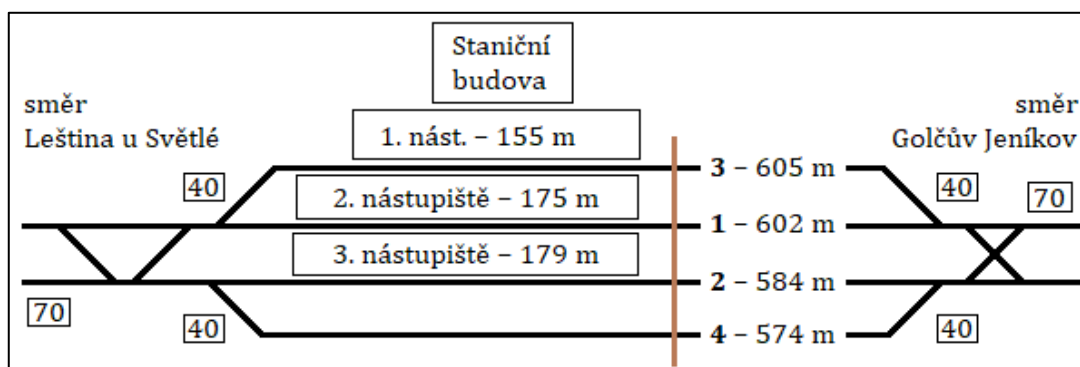 Staniční
budova
směr
Leština u Světlé
směr
Golčův Jeníkov
1. nást. – 155 m
3 – 605 m
40
2. nástupiště – 175 m
40
70
1 – 602 m
3. nástupiště – 179 m
2 – 584 m
70
40
4 – 574 m
40